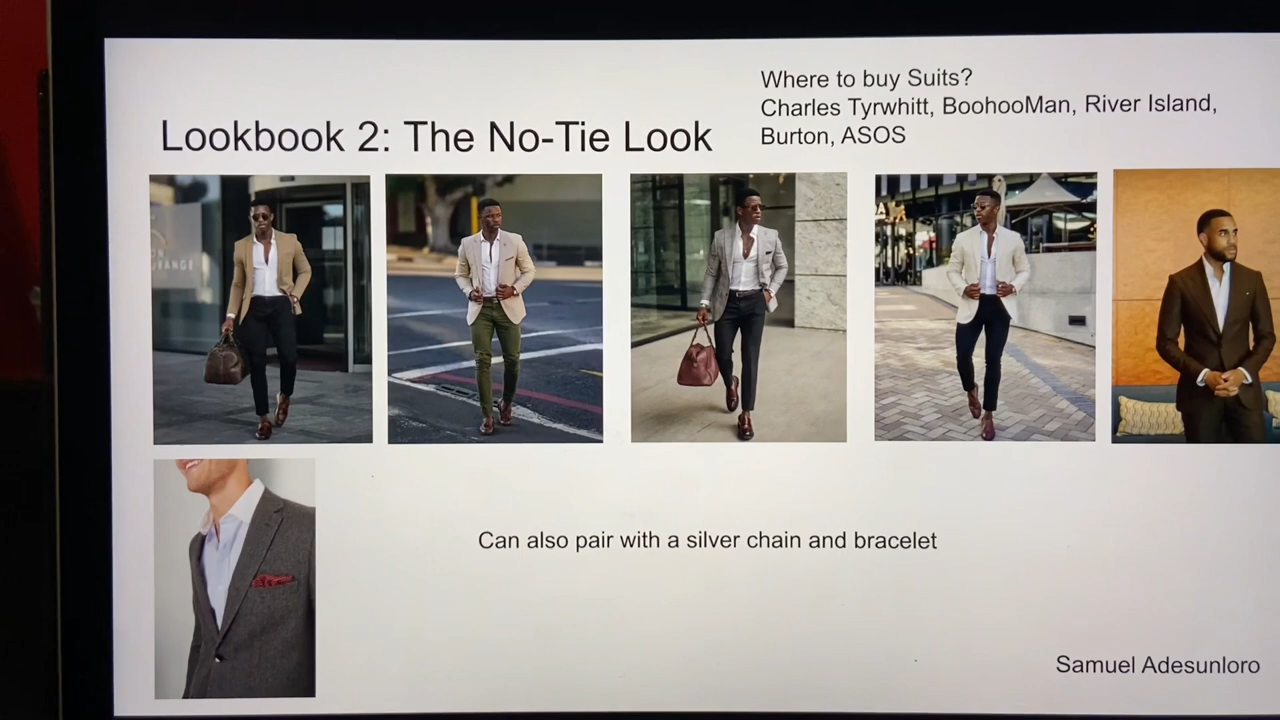 Where to buy Suits?
Charles Tyrwhitt, BoohooMan, River Island,
Burton, ASOS
Lookbook 2: The No-Tie Look
Can also pair with a silver chain and bracelet
Samuel Adesunloro